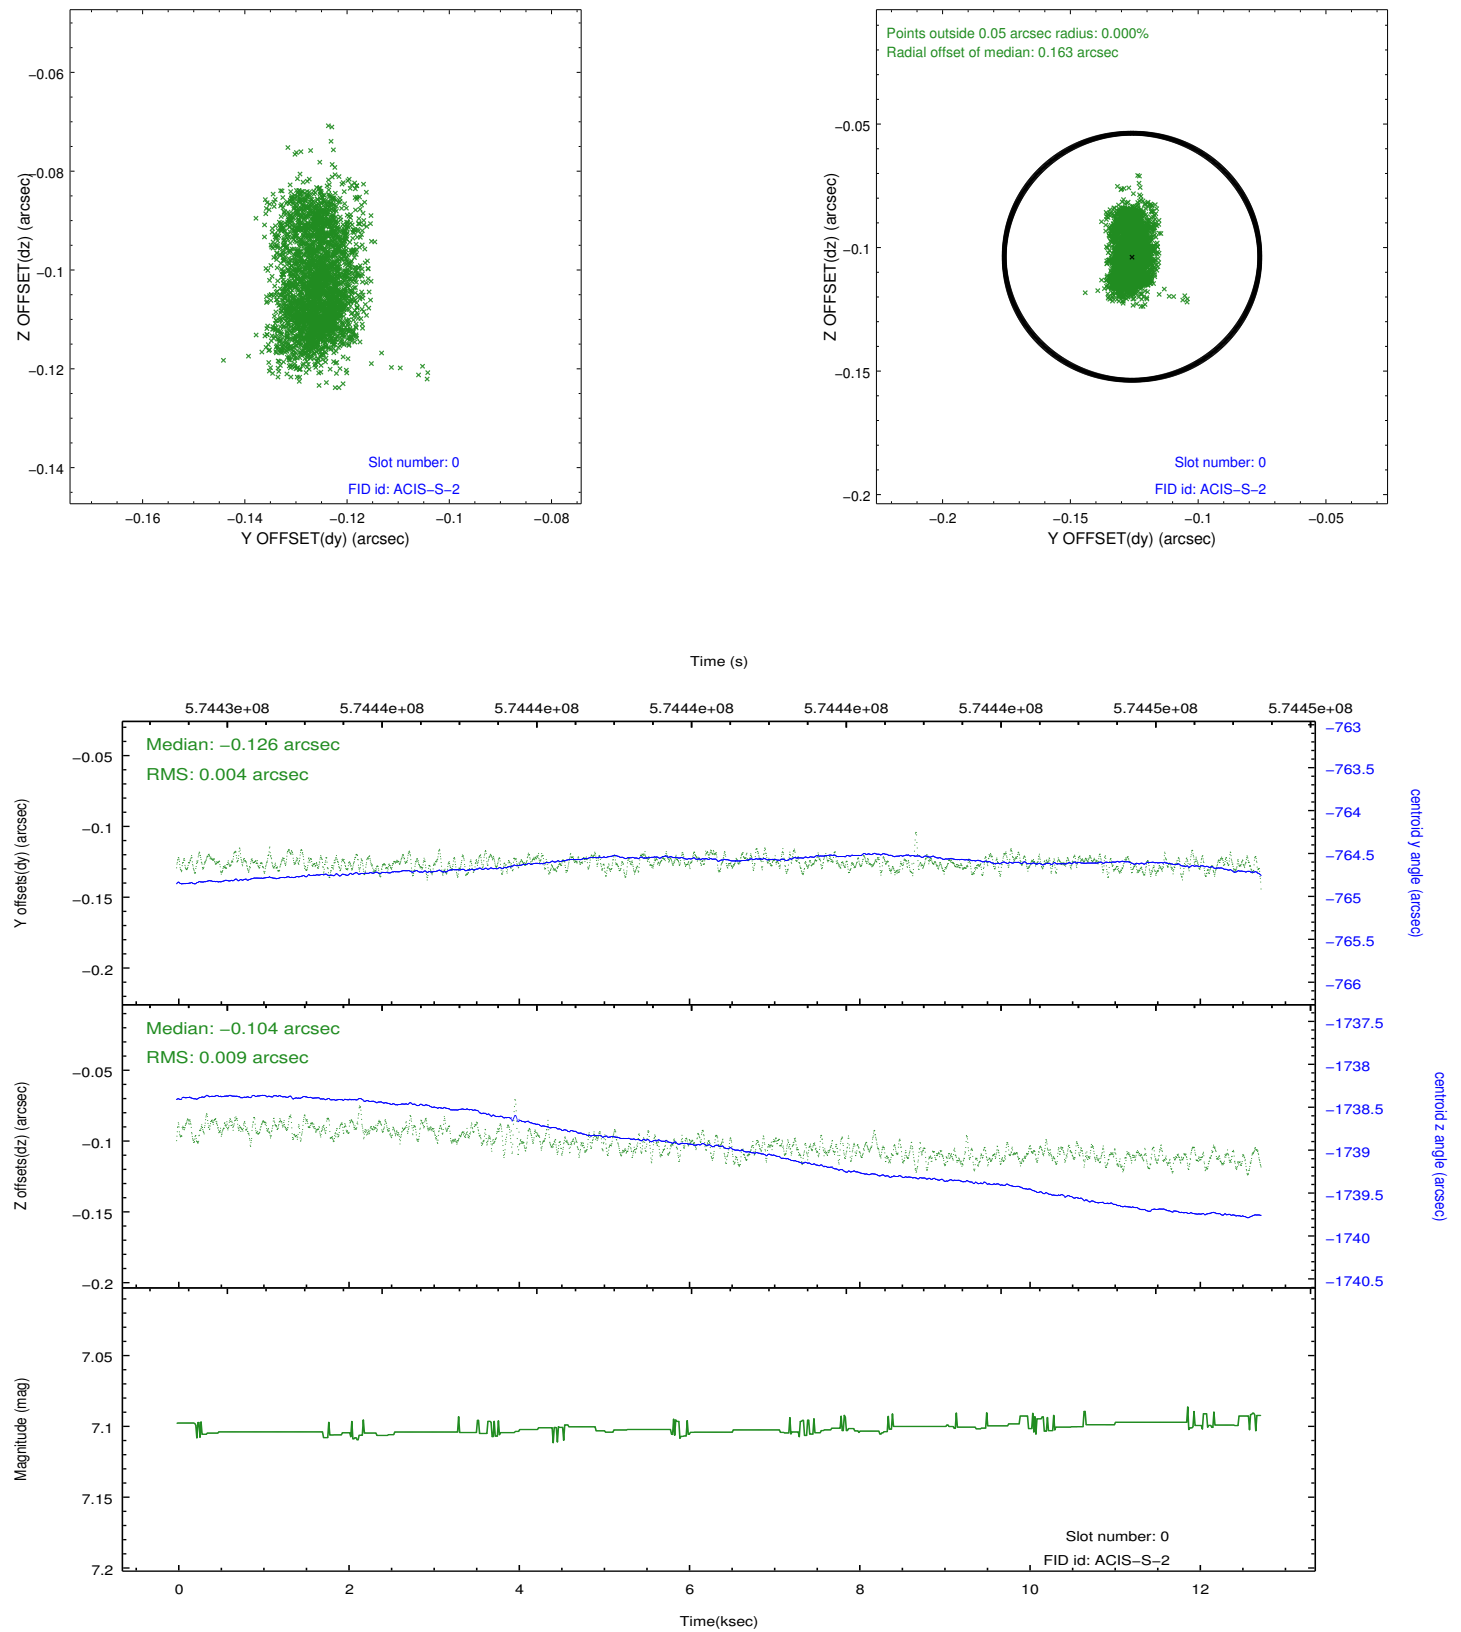 Z OFFSET(dz) (arcsec)
−0.06
−0.08
−0.1
−0.12
−0.14
Slot number: 0
FID id: ACIS−S−2
−0.16
−0.14
−0.12
−0.1
−0.08
Y OFFSET(dy) (arcsec)
Points outside 0.05 arcsec radius: 0.000%
Radial offset of median: 0.163 arcsec
Z OFFSET(dz) (arcsec)
−0.05
−0.1
−0.15
−0.2
Slot number: 0
FID id: ACIS−S−2
−0.2
−0.15
−0.1
−0.05
Y OFFSET(dy) (arcsec)
Time (s)
5.7443e+08
5.7444e+08
5.7444e+08
5.7444e+08
5.7444e+08
5.7444e+08
5.7445e+08
5.7445e+08
Median: −0.126 arcsec
RMS: 0.004 arcsec
Y offsets(dy) (arcsec)
−0.05
−0.1
−0.15
−0.2
−763
−763.5
−764
−764.5
−765
−765.5
−766
centroid y angle (arcsec)
Median: −0.104 arcsec
RMS: 0.009 arcsec
Z offsets(dz) (arcsec)
−0.05
−0.1
−0.15
−0.2
−1737.5
−1738
−1738.5
−1739
−1739.5
−1740
−1740.5
centroid z angle (arcsec)
Magnitude (mag)
7.05
7.1
7.15
7.2
Slot number: 0
FID id: ACIS−S−2
0
2
4
6
8
10
12
Time(ksec)